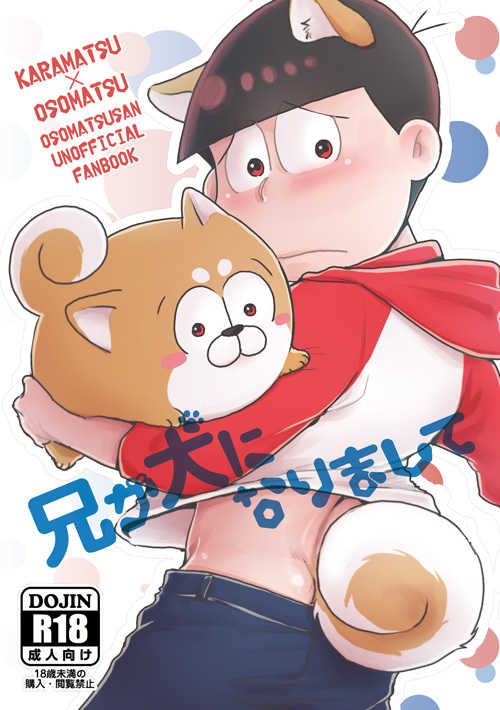 KARAMATSU
×
OSOMATSU
OSOMATSUSAN
UNOFFICIAL
FANBOOK
兄が犬に
なりまして
DOJIN
R18
成人向け
18歳未満の
購入・閲覧禁止